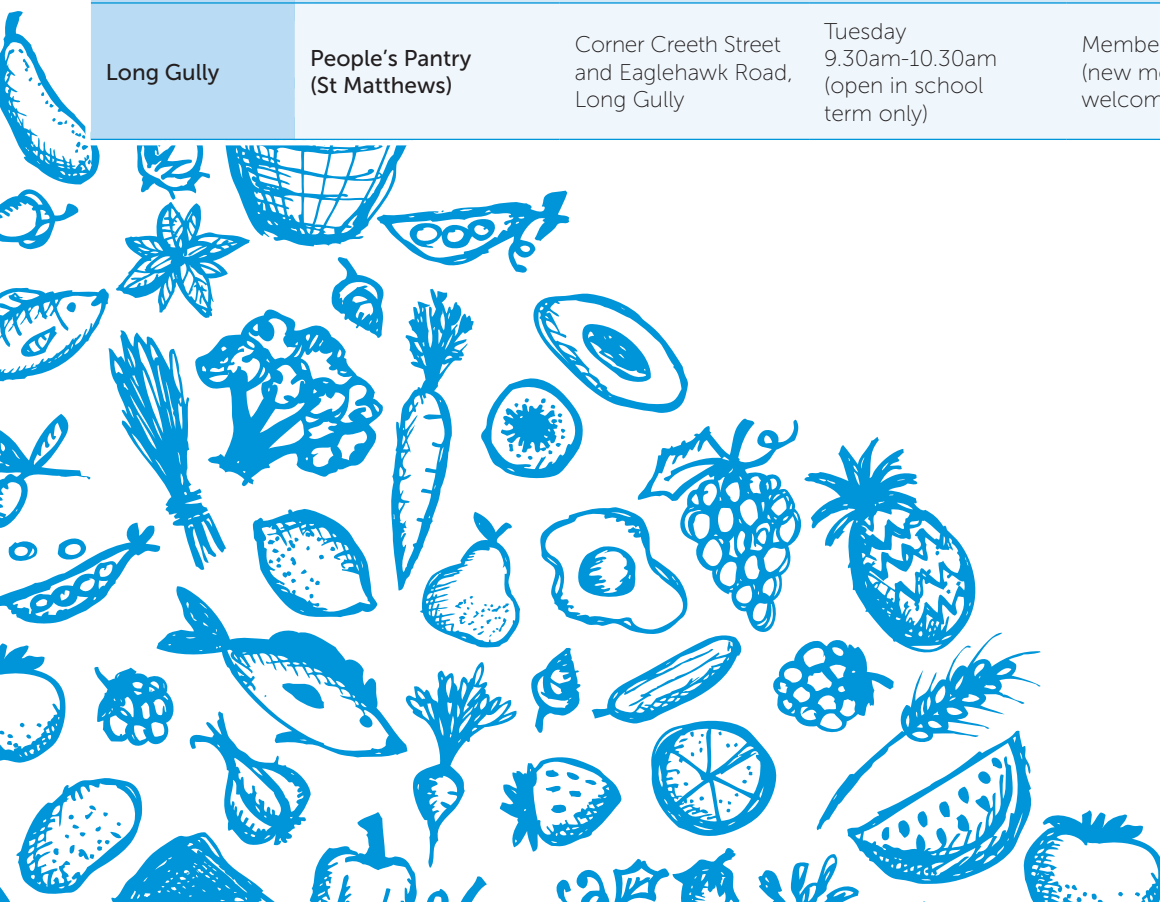 Long Gully
People's Pantry
(St Matthews)
Corner Creeth Street
and Eaglehawk Road,
Long Gully
Tuesday
9.30am-10.30am
(open in school
term only)
(new